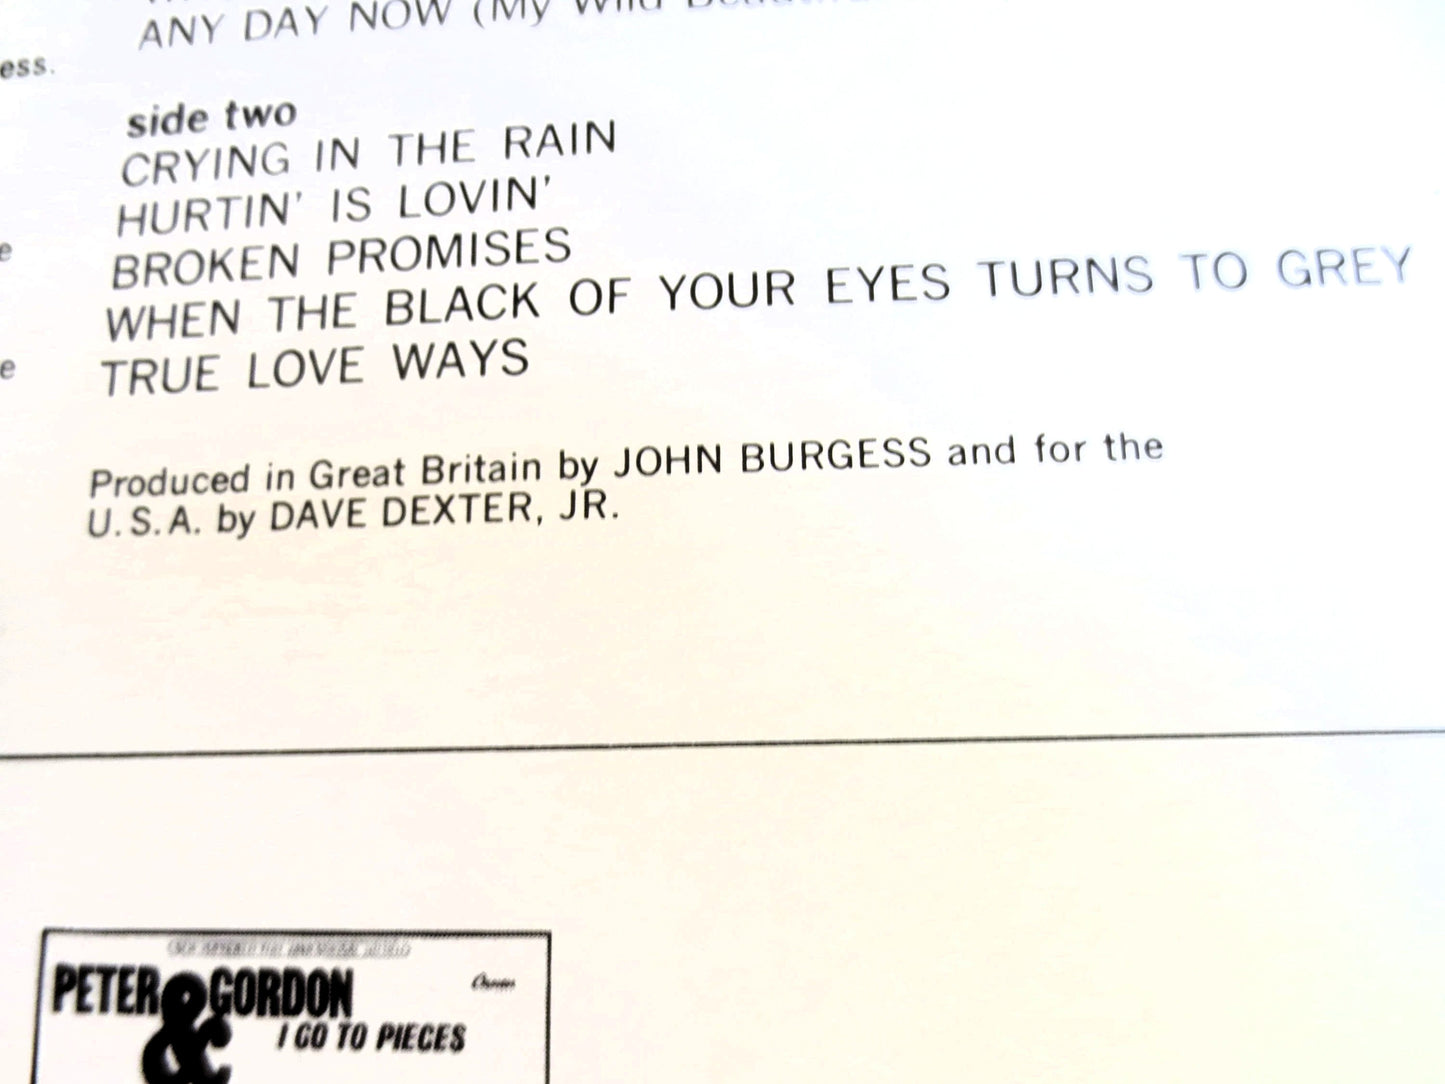 ANY DAY NOW (My Wild
ess.
side two
CRYING IN THE RAIN
HURTIN' IS LOVIN'
e
BROKEN PROMISES
WHEN THE BLACK OF YOUR EYES TURNS TO GREY
e
TRUE LOVE WAYS
Produced in Great Britain by JOHN BURGESS and for the
U.S.A. by DAVE DEXTER, JR.
PETER & GORDON
I GO TO PIECES